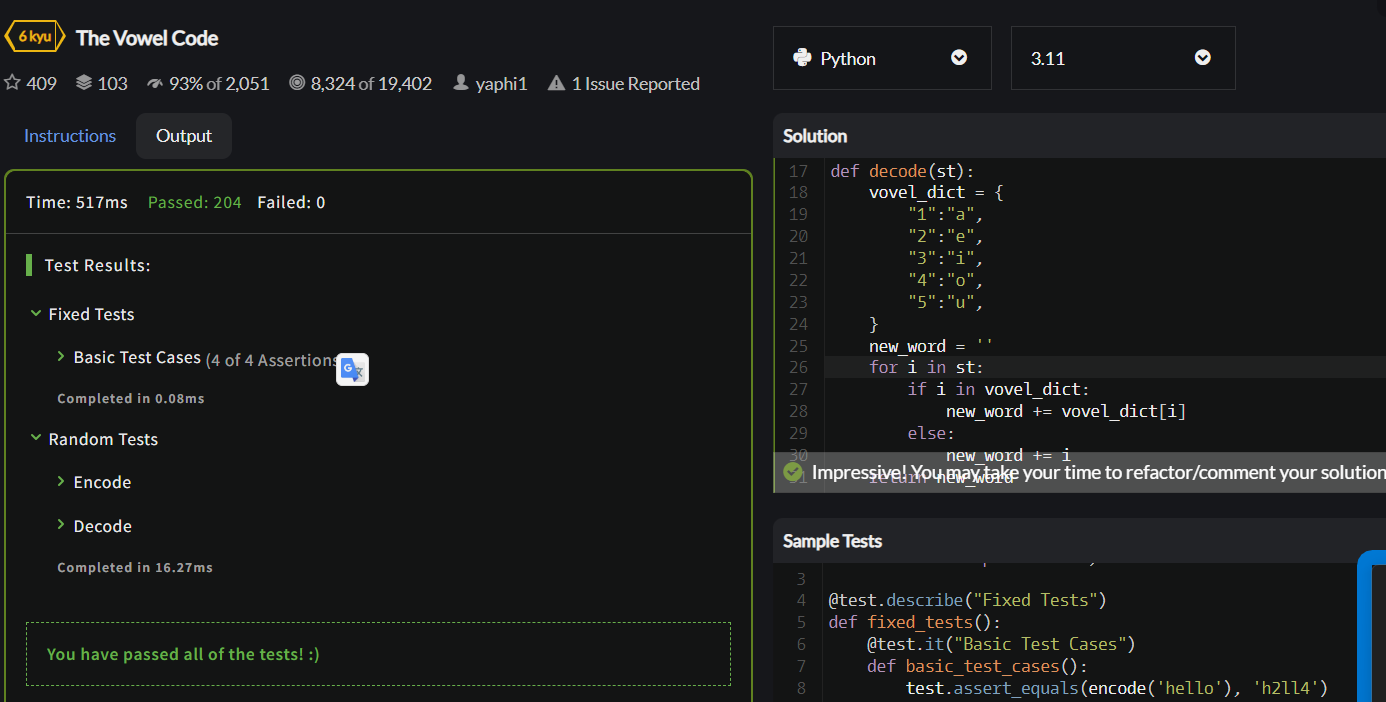 6 kyu The Vowel Code
409 103 93% of 2,051 8,324 of 19,402 yaphi1 1 Issue Reported
Instructions Output
Time: 517ms Passed: 204 Failed: 0
Test Results:
Fixed Tests
Basic Test Cases (4 of 4 Assertions
Completed in 0.08ms
Random Tests
Encode
Decode
Completed in 16.27ms
You have passed all of the tests! :)
Python 3.11
Solution
17 def decode(st):
18 vovel_dict = {
19 "1":"a",
20 "2":"e",
21 "3":"i",
22 "4":"o",
23 "5":"u",
24 }
25 new_word = ''
26 for i in st:
27 if i in vovel_dict:
28 new_word += vovel_dict[i]
29 else:
30 new_word += i
31 return new_word
Impressive! You may take your time to refactor/comment your solution
Sample Tests
3
4 @test.describe("Fixed Tests")
5 def fixed_tests():
6 @test.it("Basic Test Cases")
7 def basic_test_cases():
8 test.assert_equals(encode('hello'), 'h2ll4')